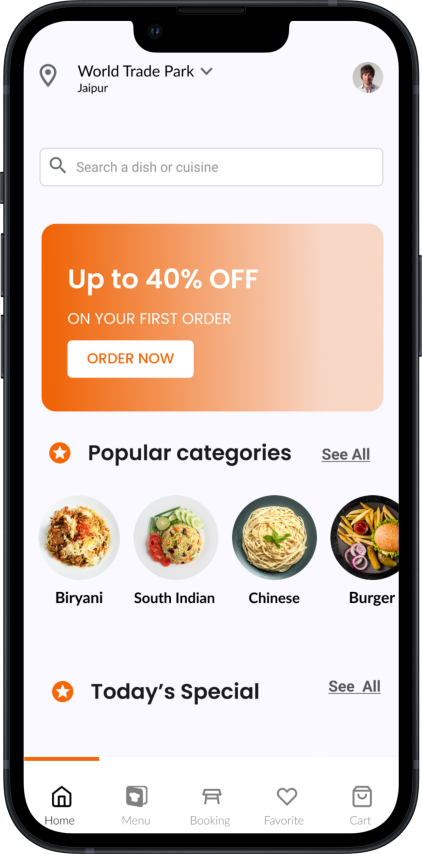 World Trade Park
Jaipur
Search a dish or cuisine
Up to 40% OFF
ON YOUR FIRST ORDER
ORDER NOW
Popular categories See All
Biryani South Indian Chinese Burger
Today’s Special See All
Home Menu Booking Favorite Cart